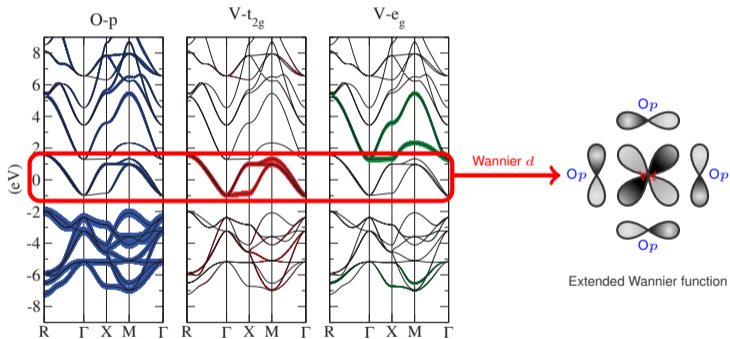 O-p V-t2g V-eg
8
6
4
2
0
-2
-4
-6
-8
(eV)
R Γ X M Γ R Γ X M Γ R Γ X M Γ
Wannier d
Op
Op Vd Op
Op
Extended Wannier function